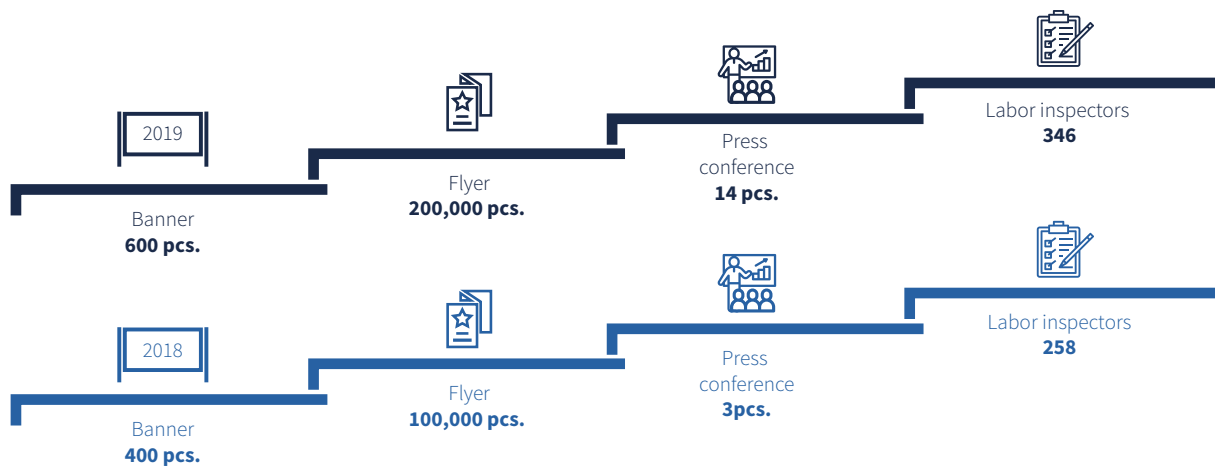 2019
Banner
600 pcs.
Flyer
200,000 pcs.
Press
conference
14 pcs.
Labor inspectors
346
2018
Banner
400 pcs.
Flyer
100,000 pcs.
Press
conference
3pcs.
Labor inspectors
258